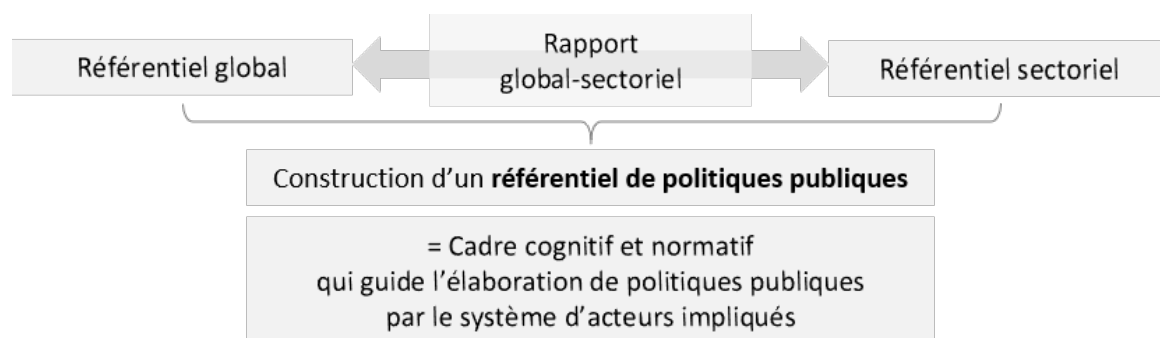 Référentiel global
Rapport
global-sectoriel
Référentiel sectoriel
Construction d’un référentiel de politiques publiques
= Cadre cognitif et normatif
qui guide l’élaboration de politiques publiques
par le système d’acteurs impliqués